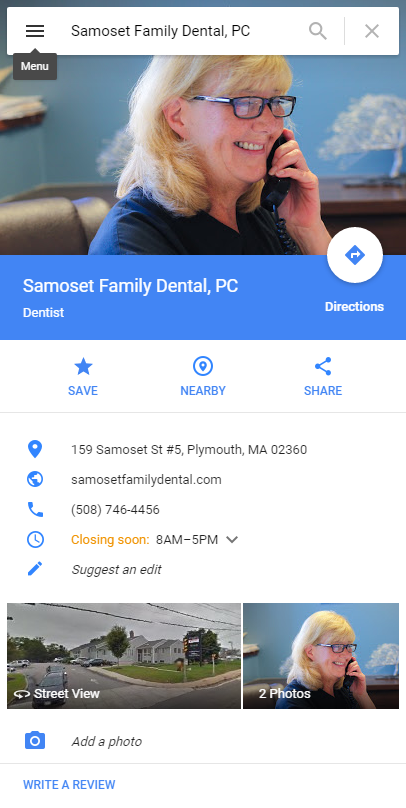 Samoset Family Dental, PC
Menu
Samoset Family Dental, PC
Dentist
Directions
SAVE
NEARBY
SHARE
159 Samoset St #5, Plymouth, MA 02360
samosetfamilydental.com
(508) 746-4456
Closing soon: 8AM–5PM
Suggest an edit
Street View
2 Photos
Add a photo
WRITE A REVIEW